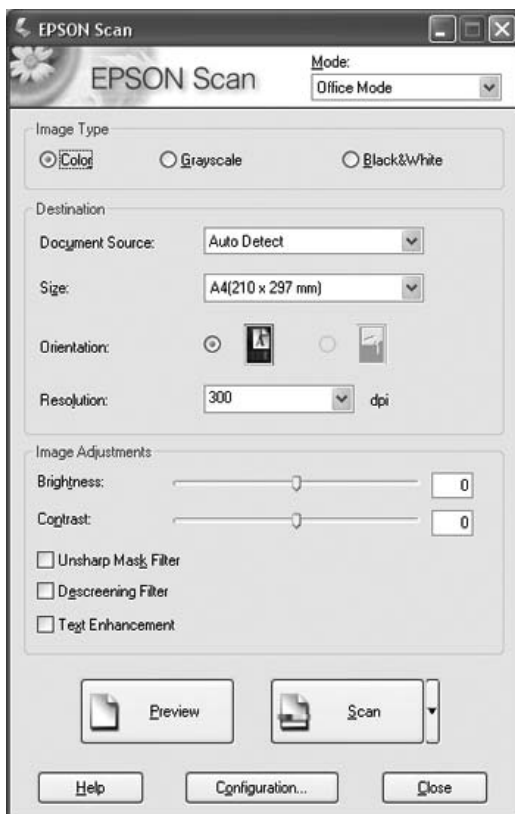 EPSON Scan
EPSON Scan
Mode:
Office Mode
Image Type
Color Grayscale Black&White
Destination
Document Source: Auto Detect
Size: A4(210 x 297 mm)
Orientation:
Resolution: 300 dpi
Image Adjustments
Brightness: 0
Contrast: 0
Unsharp Mask Filter
Descreening Filter
Text Enhancement
Preview Scan
Help Configuration... Close